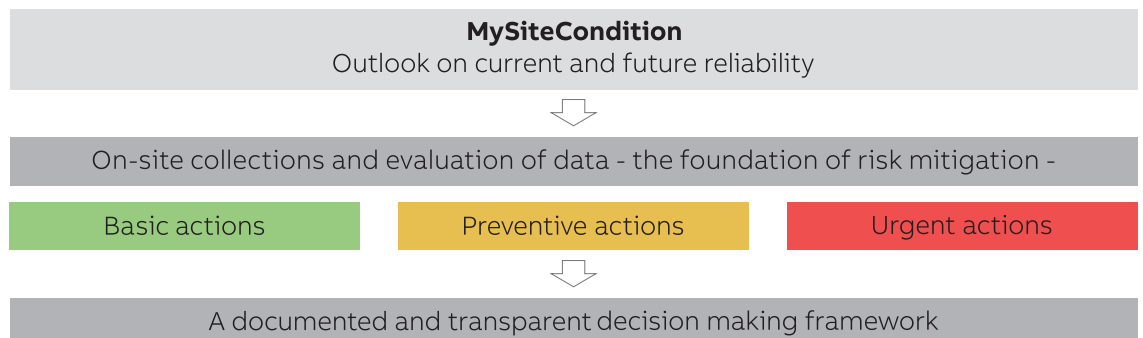 MySiteCondition
Outlook on current and future reliability
On-site collections and evaluation of data - the foundation of risk mitigation -
Basic actions
Preventive actions
Urgent actions
A documented and transparent decision making framework